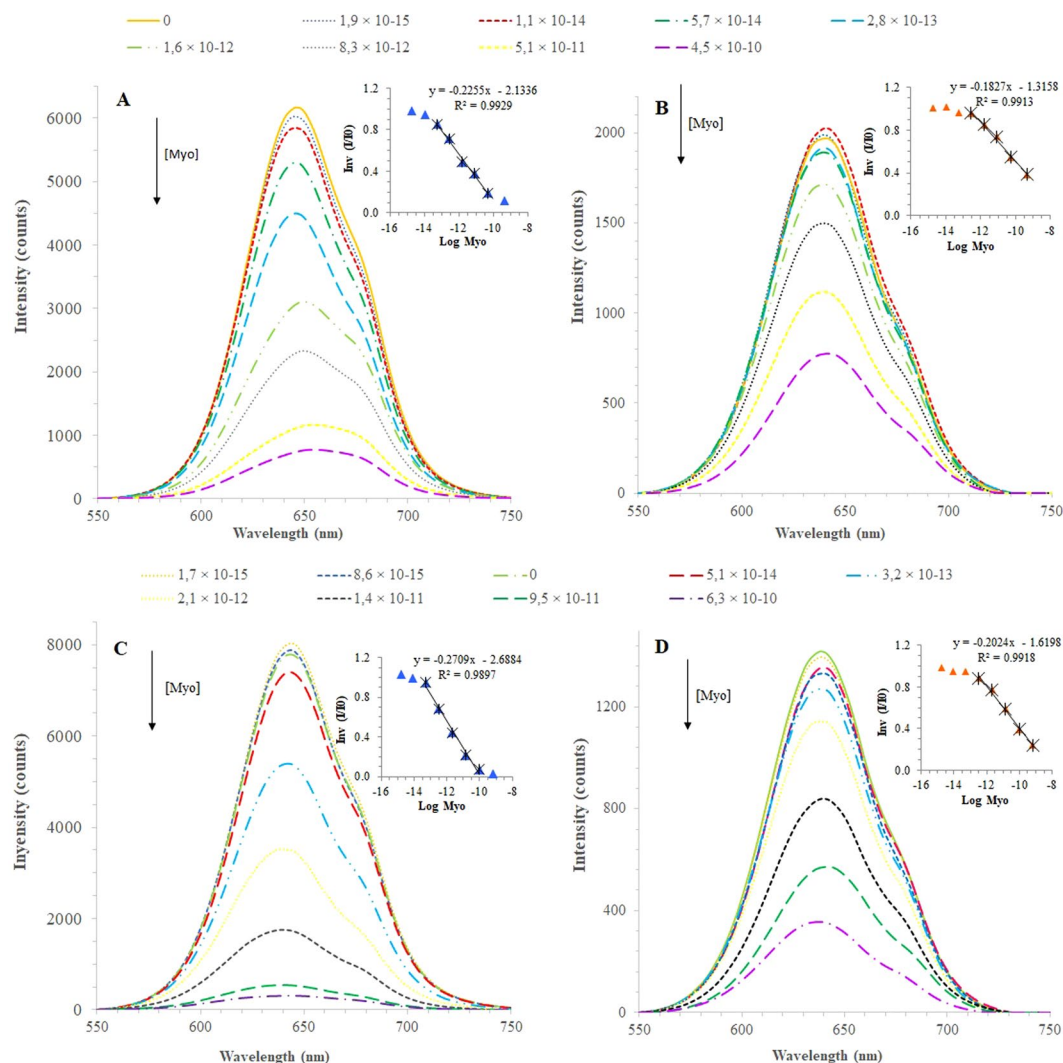 0 1,9 × 10-15 1,1 × 10-14 5,7 × 10-14 2,8 × 10-13
1,6 × 10-12 8,3 × 10-12 5,1 × 10-11 4,5 × 10-10
A
[Myo]
Intensity (counts)
6000
5000
4000
3000
2000
1000
0
550 600 650 700 750
Wavelength (nm)
y = -0.2255x - 2.1336
R² = 0.9929
Inv (I/I0)
1.2
0.8
0.4
0.0
-16 -14 -12 -10 -8
Log Myo
B
[Myo]
Intensity (counts)
2000
1500
1000
500
0
550 600 650 700 750
Wavelength (nm)
y = -0.1827x - 1.3158
R² = 0.9913
Inv (I/I0)
1.2
0.8
0.4
0.0
-16 -14 -12 -10 -8
Log Myo
1,7 × 10-15 8,6 × 10-15 0 5,1 × 10-14 3,2 × 10-13
2,1 × 10-12 1,4 × 10-11 9,5 × 10-11 6,3 × 10-10
C
[Myo]
Inyensity (counts)
8000
6000
4000
2000
0
550 600 650 700 750
Wavelength (nm)
y = -0.2709x - 2.6884
R² = 0.9897
Inv (I/I0)
1.2
0.8
0.4
0.0
-16 -14 -12 -10 -8
Log Myo
D
[Myo]
Intensity (counts)
1200
800
400
0
550 600 650 700 750
Wavelength (nm)
y = -0.2024x - 1.6198
R² = 0.9918
Inv (I/I0)
1.2
0.8
0.4
0.0
-16 -14 -12 -10 -8
Log Myo